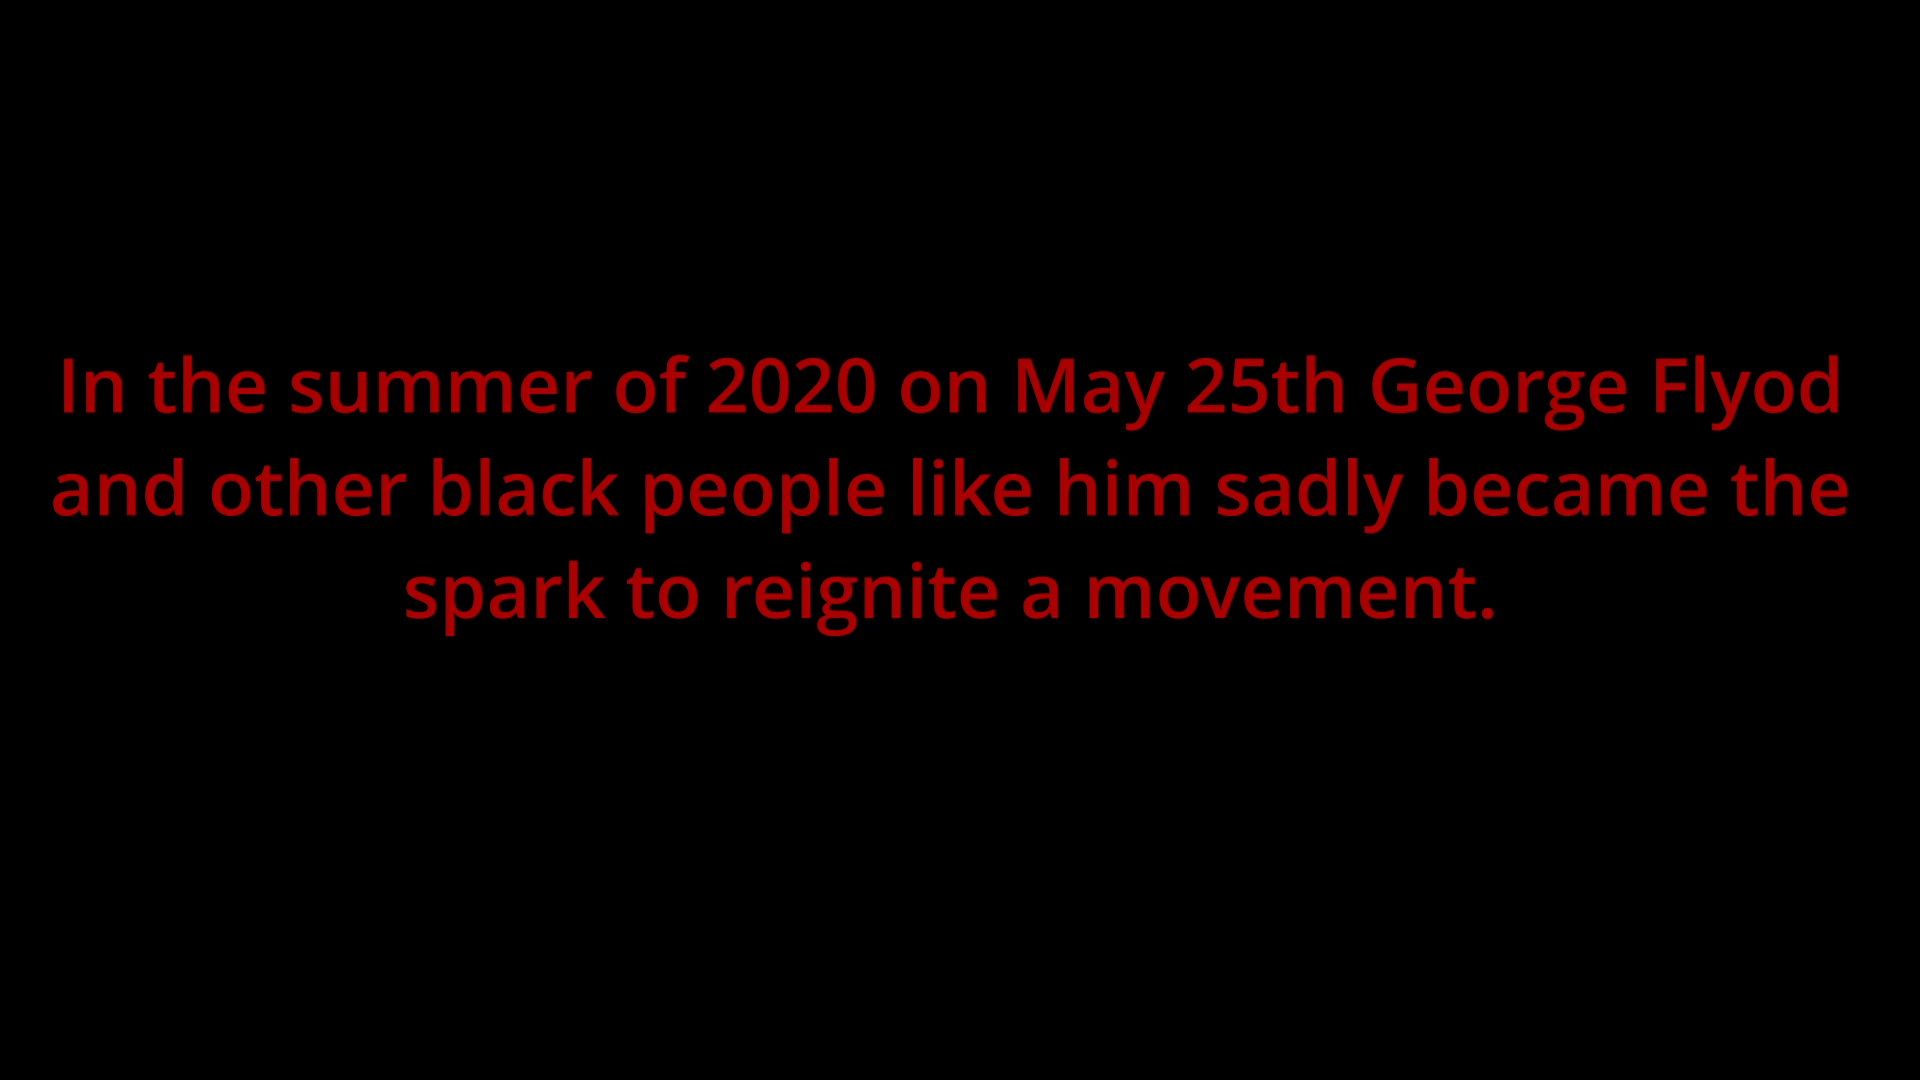 In the summer of 2020 on May 25th George Flyod
and other black people like him sadly became the
spark to reignite a movement.